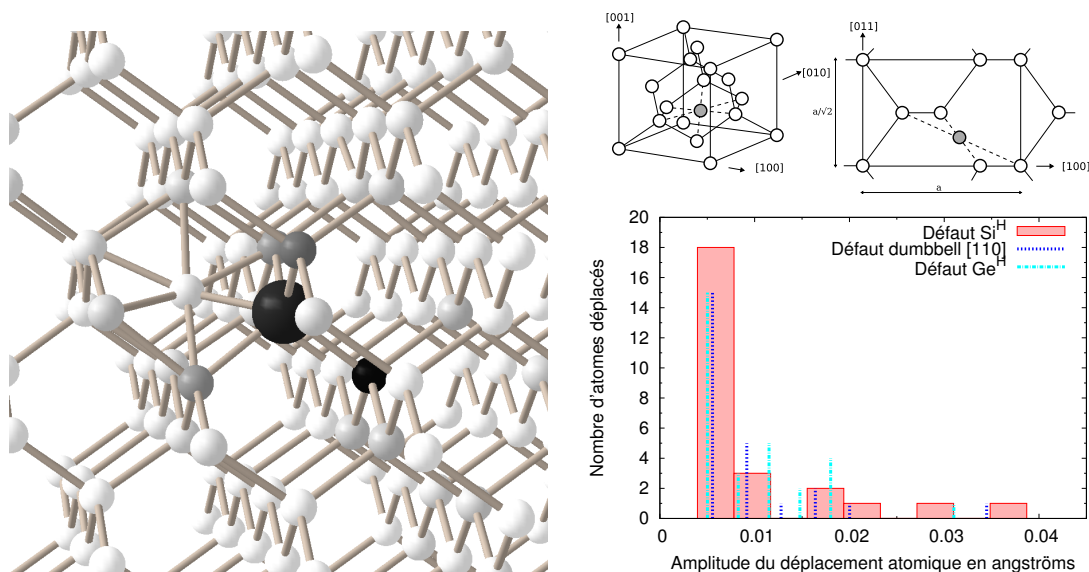 [001]
[010]
[100]
[011]
a/√2
[100]
a
Nombre d'atomes déplacés
20
18
16
14
12
10
8
6
4
2
0
Défaut Si^H
Défaut dumbbell [110]
Défaut Ge^H
0 0.01 0.02 0.03 0.04
Amplitude du déplacement atomique en angströms